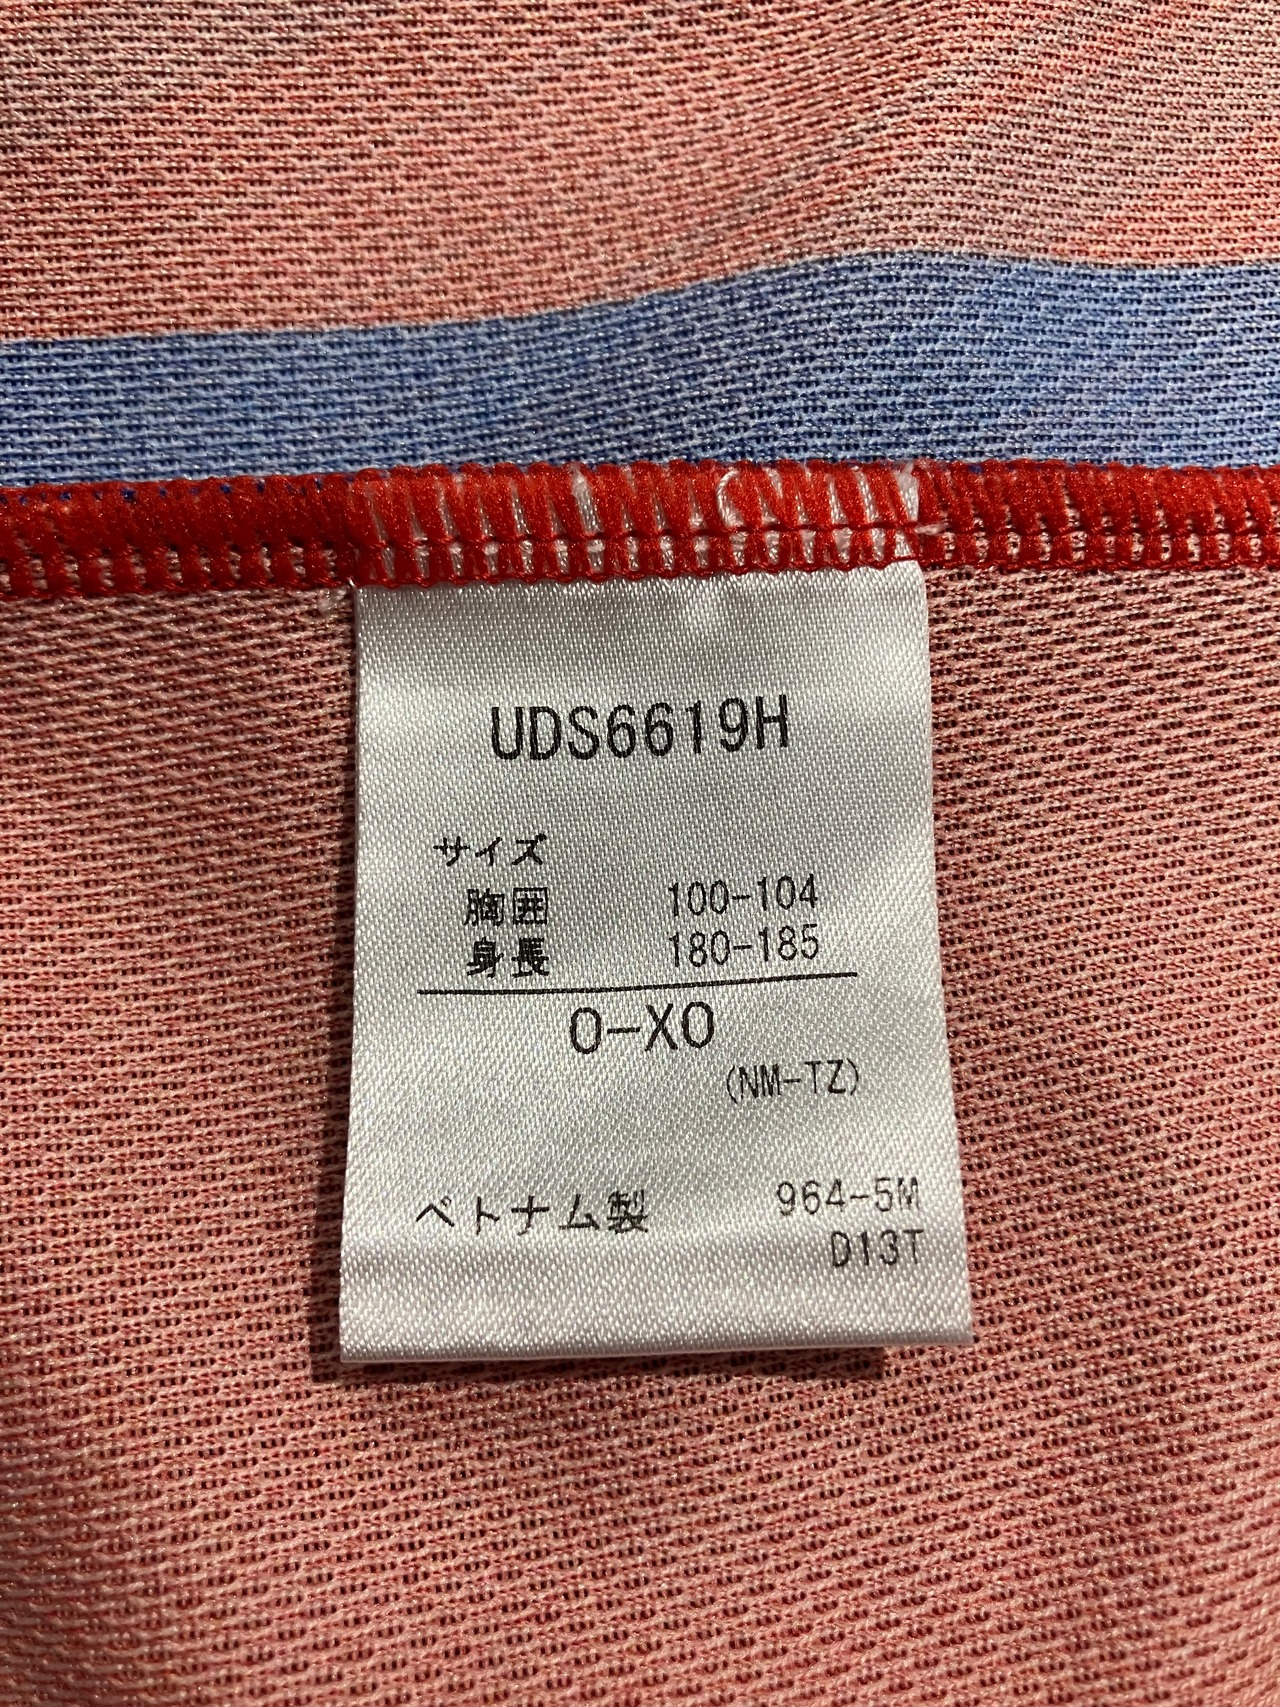 UDS6619H
サイズ
胸囲 100-104
身長 180-185
O-XO
(NM-TZ)
ベトナム製 964-5M
D13T